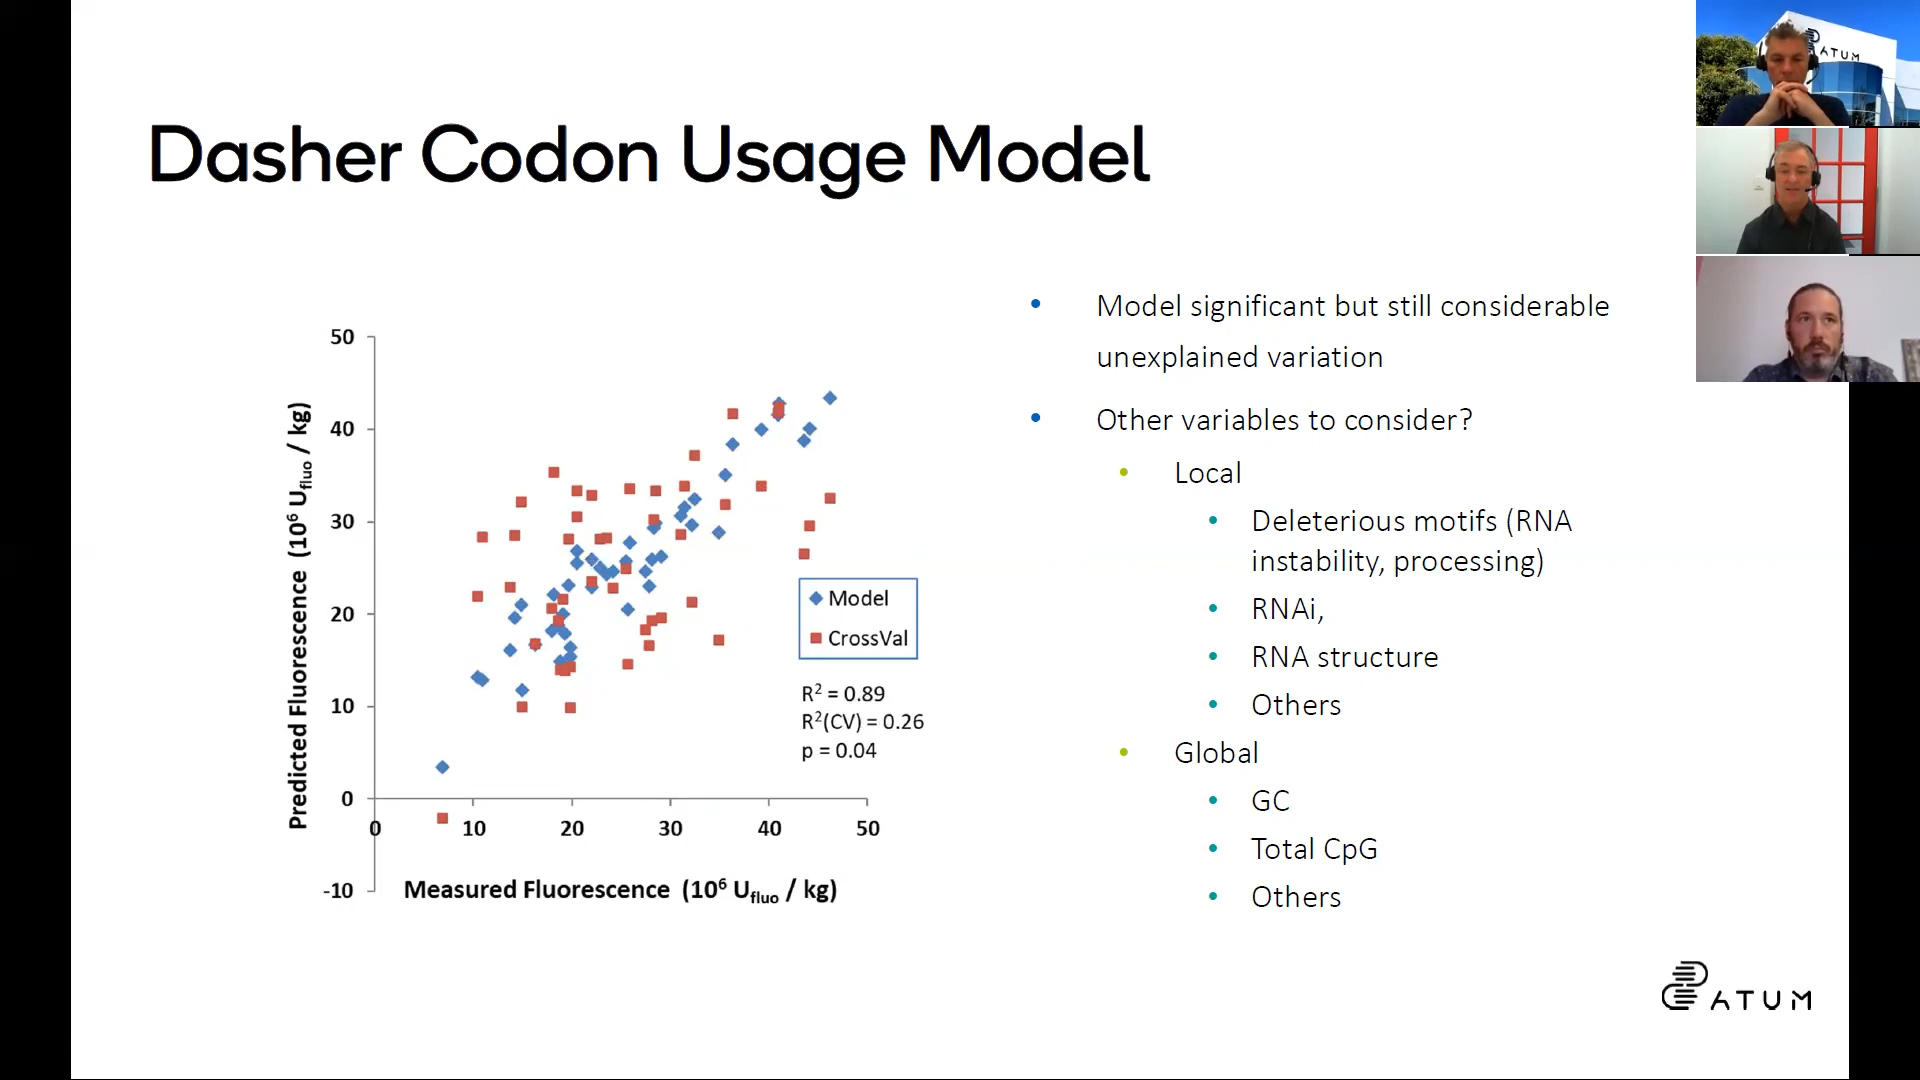 Dasher Codon Usage Model
ATUM
50
40
30
20
10
0
-10
0 10 20 30 40 50
Predicted Fluorescence (10⁶ U_fluo / kg)
Measured Fluorescence (10⁶ U_fluo / kg)
Model
CrossVal
R² = 0.89
R²(CV) = 0.26
p = 0.04
• Model significant but still considerable
unexplained variation
• Other variables to consider?
• Local
• Deleterious motifs (RNA
instability, processing)
• RNAi,
• RNA structure
• Others
• Global
• GC
• Total CpG
• Others
ATUM